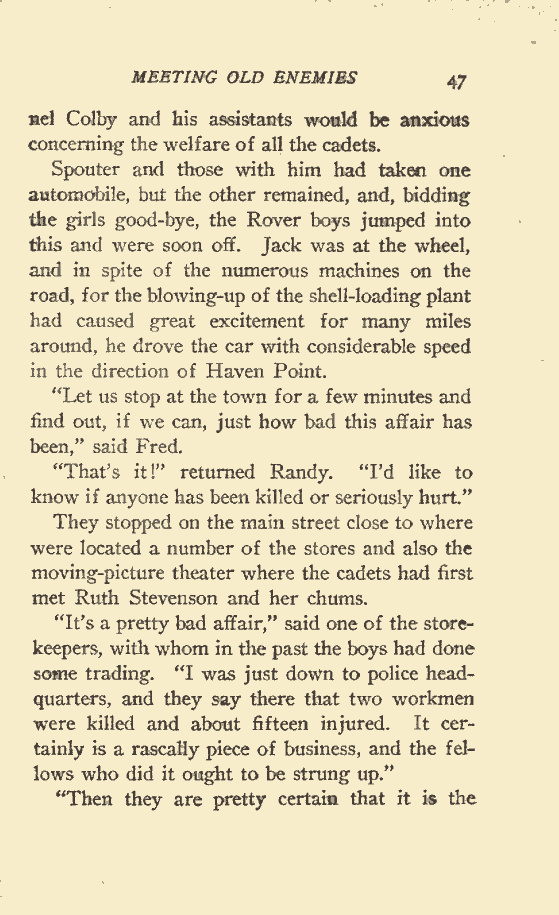 MEETING OLD ENEMIES 47
nel Colby and his assistants would be anxious
concerning the welfare of all the cadets.
Spouter and those with him had taken one
automobile, but the other remained, and, bidding
the girls good-bye, the Rover boys jumped into
this and were soon off. Jack was at the wheel,
and in spite of the numerous machines on the
road, for the blowing-up of the shell-loading plant
had caused great excitement for many miles
around, he drove the car with considerable speed
in the direction of Haven Point.
"Let us stop at the town for a few minutes and
find out, if we can, just how bad this affair has
been," said Fred.
"That's it!" returned Randy. "I'd like to
know if anyone has been killed or seriously hurt."
They stopped on the main street close to where
were located a number of the stores and also the
moving-picture theater where the cadets had first
met Ruth Stevenson and her chums.
"It's a pretty bad affair," said one of the store-
keepers, with whom in the past the boys had done
some trading. "I was just down to police head-
quarters, and they say there that two workmen
were killed and about fifteen injured. It cer-
tainly is a rascally piece of business, and the fel-
lows who did it ought to be strung up."
"Then they are pretty certain that it is the